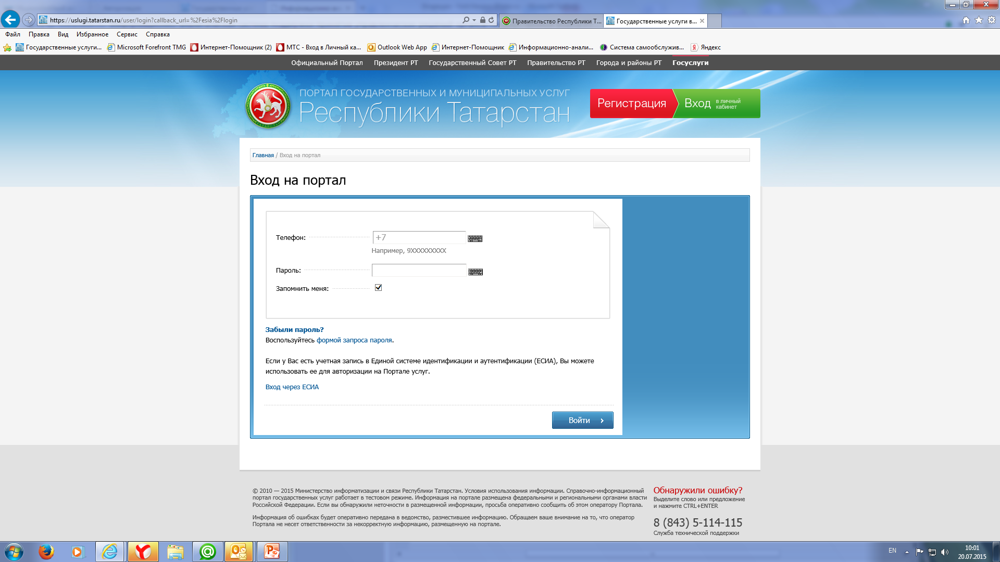 https://uslugi.tatarstan.ru/user/login?callback_url=%2Fesia%2Flogin
Правительство Республики Т...
Государственные услуги в...
Файл Правка Вид Избранное Сервис Справка
Государственные услуги... Microsoft Forefront TMG Интернет-Помощник (2) МТС - Вход в Личный ка... Outlook Web App Интернет-Помощник Информационно-анали... Система самообслужив... Яндекс
Официальный Портал Президент РТ Государственный Совет РТ Правительство РТ Города и районы РТ Госуслуги
ПОРТАЛ ГОСУДАРСТВЕННЫХ И МУНИЦИПАЛЬНЫХ УСЛУГ
Республики Татарстан
Регистрация
Вход в личный
кабинет
Главная / Вход на портал
Вход на портал
Телефон: +7
Например, 9XXXXXXXXX
Пароль:
Запомнить меня:
Забыли пароль?
Воспользуйтесь формой запроса пароля.
Если у Вас есть учетная запись в Единой системе идентификации и аутентификации (ЕСИА), Вы можете
использовать ее для авторизации на Портале услуг.
Вход через ЕСИА
Войти
© 2010 — 2015 Министерство информатизации и связи Республики Татарстан. Условия использования информации. Справочно-информационный
портал государственных услуг работает в тестовом режиме. Информация на портале размещена федеральными и региональными органами власти
Российской Федерации. Если вы обнаружили неточности в размещенной информации, просьба оперативно сообщить об этом оператору Портала.
Информация об ошибках будет оперативно передана в ведомство, разместившее информацию. Обращаем ваше внимание на то, что оператор
Портала не несет ответственности за некорректную информацию, размещенную на портале.
Обнаружили ошибку?
Выделите слово или предложение
и нажмите CTRL+ENTER
8 (843) 5-114-115
Служба технической поддержки
EN
10:01
20.07.2015